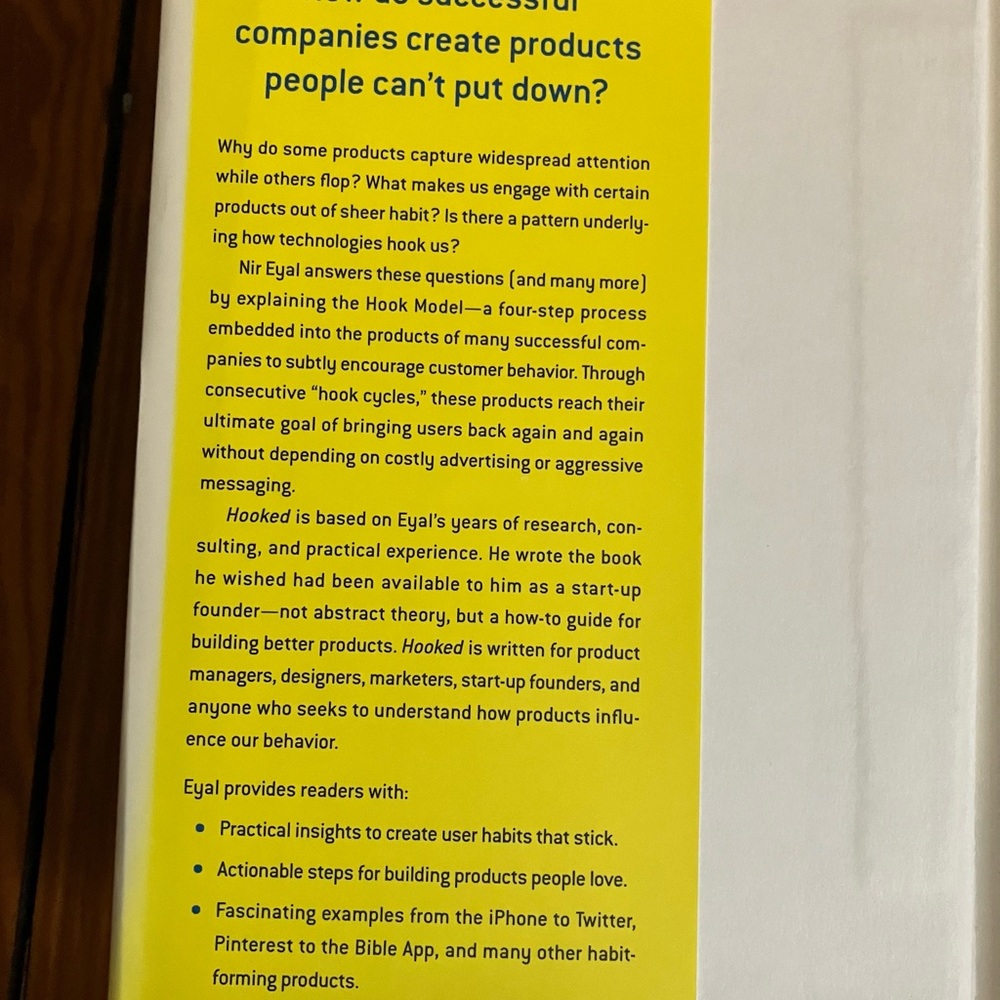 successful
companies create products
people can't put down?
Why do some products capture widespread attention
while others flop? What makes us engage with certain
products out of sheer habit? Is there a pattern underly-
ing how technologies hook us?
Nir Eyal answers these questions (and many more)
by explaining the Hook Model—a four-step process
embedded into the products of many successful com-
panies to subtly encourage customer behavior. Through
consecutive “hook cycles,” these products reach their
ultimate goal of bringing users back again and again
without depending on costly advertising or aggressive
messaging.
Hooked is based on Eyal's years of research, con-
sulting, and practical experience. He wrote the book
he wished had been available to him as a start-up
founder—not abstract theory, but a how-to guide for
building better products. Hooked is written for product
managers, designers, marketers, start-up founders, and
anyone who seeks to understand how products influ-
ence our behavior.
Eyal provides readers with:
• Practical insights to create user habits that stick.
• Actionable steps for building products people love.
• Fascinating examples from the iPhone to Twitter,
Pinterest to the Bible App, and many other habit-
forming products.